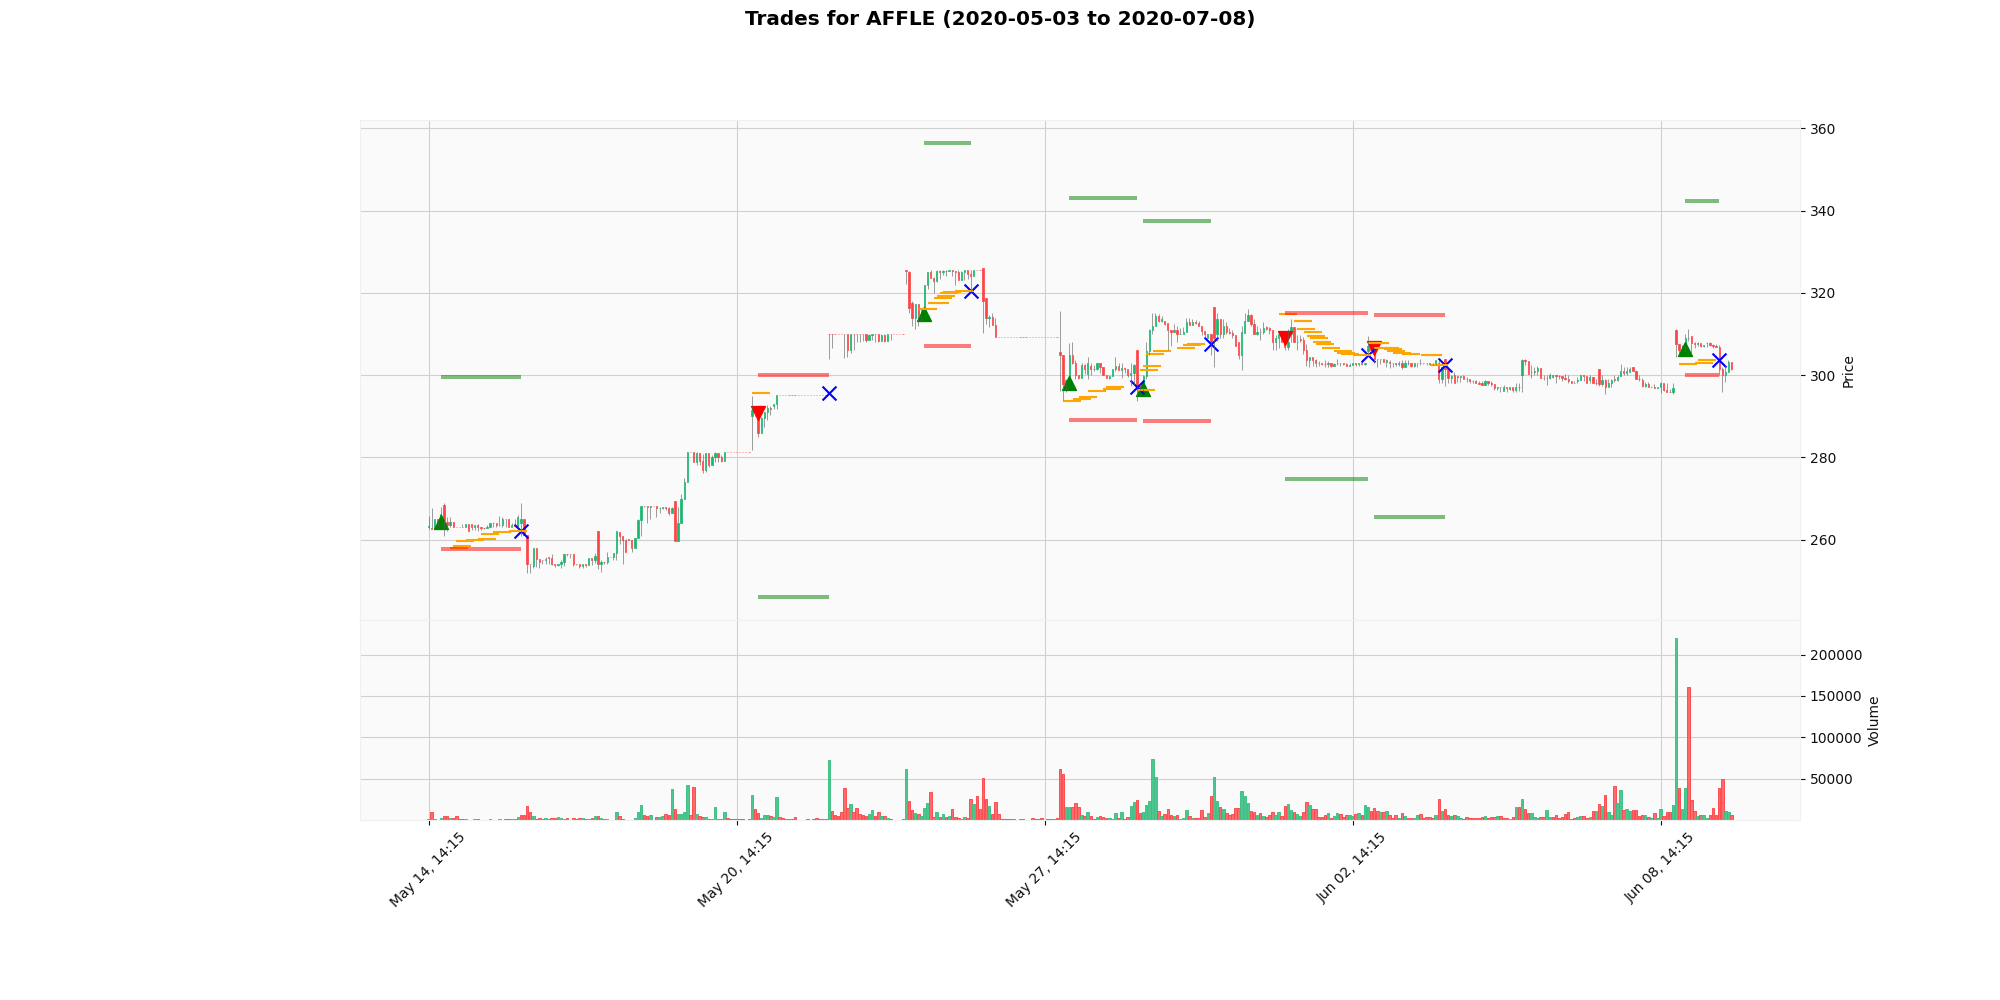 Trades for AFFLE (2020-05-03 to 2020-07-08)
360
340
320
300
280
260
Price
200000
150000
100000
50000
Volume
May 14, 14:15
May 20, 14:15
May 27, 14:15
Jun 02, 14:15
Jun 08, 14:15